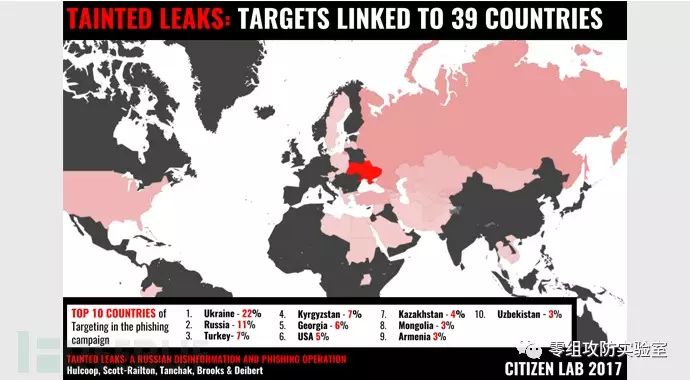 TAINTED LEAKS: TARGETS LINKED TO 39 COUNTRIES
TOP 10 COUNTRIES of
Targeting in the phishing
campaign
1. Ukraine - 22%
2. Russia - 11%
3. Turkey- 7%
4. Kyrgyzstan - 7%
5. Georgia - 6%
6. USA 5%
7. Kazakhstan - 4%
8. Mongolia - 3%
9. Armenia - 3%
10. Uzbekistan - 3%
TAINTED LEAKS: A RUSSIAN DISINFORMATION AND PHISHING OPERATION
Hulcoop, Scott-Railton, Tanchak, Brooks & Deibert
CITIZEN LAB 2017
零组攻防实验室